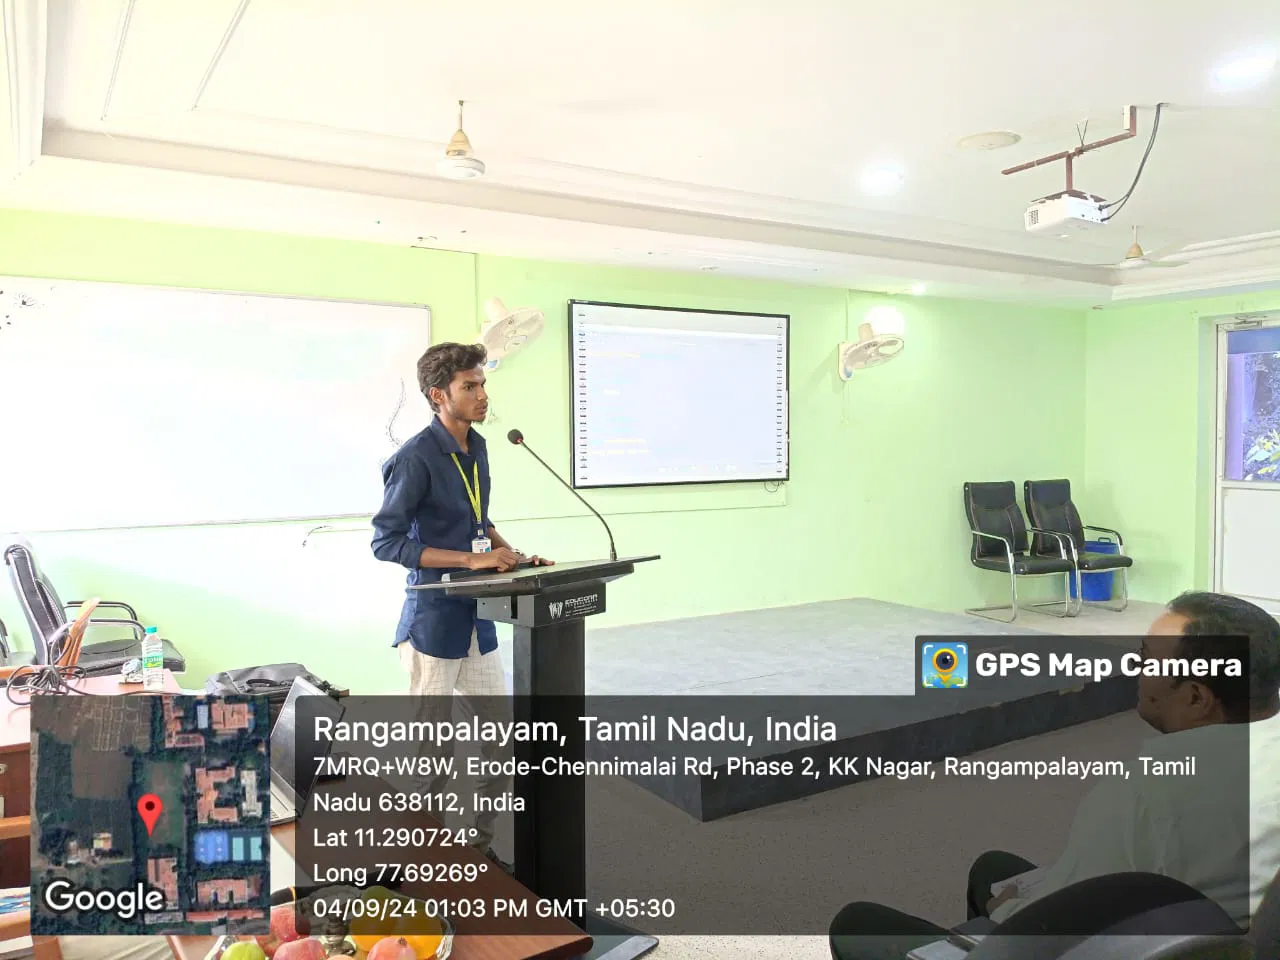 EDUCORR
GPS Map Camera
Rangampalayam, Tamil Nadu, India
7MRQ+W8W, Erode-Chennimalai Rd, Phase 2, KK Nagar, Rangampalayam, Tamil
Nadu 638112, India
Lat 11.290724°
Long 77.69269°
04/09/24 01:03 PM GMT +05:30
Google